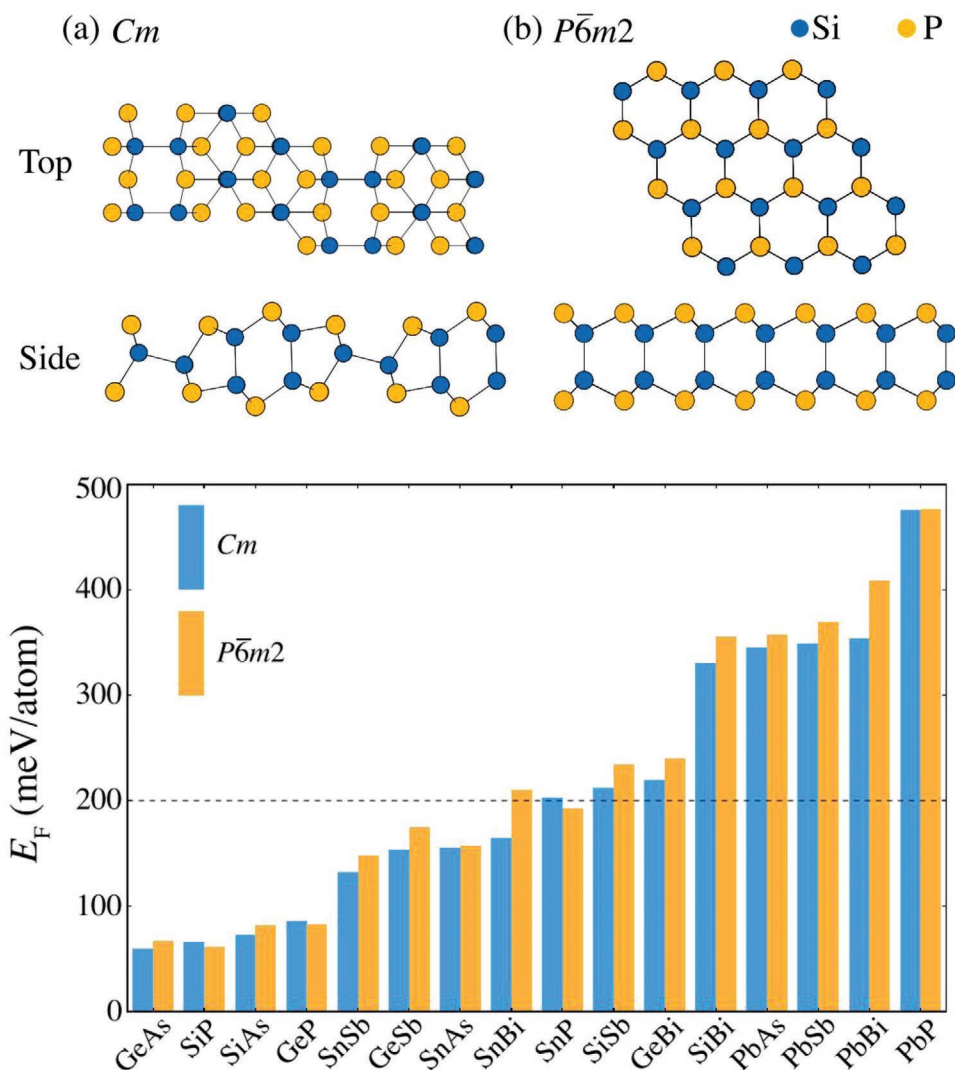 (a) Cm (b) P6̅m2 Si P
Top
Side
500
400
300
200
100
0
E_F (meV/atom)
Cm
P6̅m2
GeAs SiP SiAs GeP SnSb GeSb SnAs SnBi SnP SiSb GeBi SiBi PbAs PbSb PbBi PbP